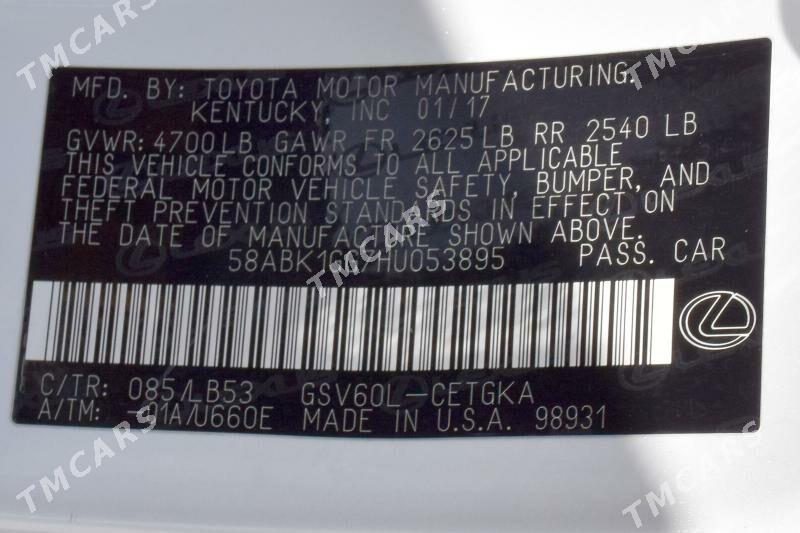 MFD. BY: TOYOTA MOTOR MANUFACTURING.
KENTUCKY, INC 01/17
GVWR: 4700LB GAWR FR 2625LB RR 2540 LB
THIS VEHICLE CONFORMS TO ALL APPLICABLE
FEDERAL MOTOR VEHICLE SAFETY, BUMPER, AND
THEFT PREVENTION STANDARDS IN EFFECT ON
THE DATE OF MANUFACTURE SHOWN ABOVE.
PASS. CAR
C/TR: 085/LB53 GSV60L-CETGKA
A/TM: MADE IN U.S.A. 98931
TMCARS
TMCARS
TMCARS
TMCARS
TMCARS